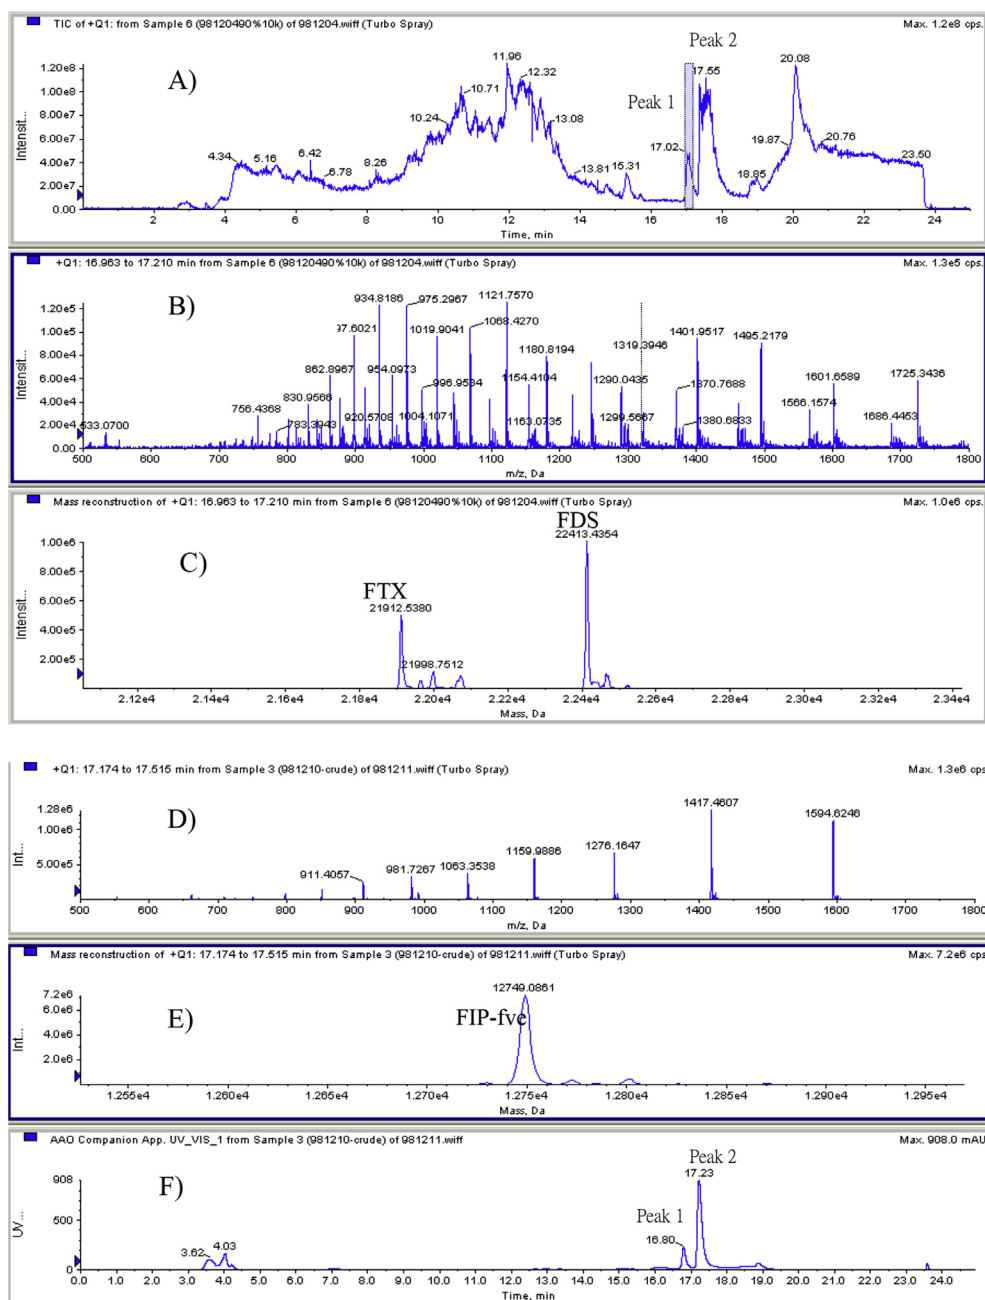 TIC of +Q1: from Sample 6 (98120490%10k) of 981204.wiff (Turbo Spray) Max. 1.2e8 cps.
A)
Peak 2
Peak 1
11.96
12.32
10.71
10.24
13.08
17.02
17.55
20.08
19.87
20.76
23.50
4.34
5.16
6.42
6.78
8.26
13.81
15.31
18.85
1.20e8
1.00e8
8.00e7
6.00e7
4.00e7
2.00e7
0.00
Intensit...
2 4 6 8 10 12 14 16 18 20 22 24
Time, min
+Q1: 16.963 to 17.210 min from Sample 6 (98120490%10k) of 981204.wiff (Turbo Spray) Max. 1.3e5 cps.
B)
934.8186
975.2967
1121.7570
97.6021
1019.9041
1068.4270
1180.8194
1319.3946
1401.9517
1495.2179
862.8967
954.0973
996.9534
1154.4104
1290.0435
1370.7688
1601.6589
1725.3436
830.9566
756.4368
783.3943
920.5708
1004.1071
1163.0735
1299.5667
1380.6833
1566.1574
1686.4453
533.0700
1.20e5
1.00e5
8.00e4
6.00e4
4.00e4
2.00e4
0.00
Intensit...
500 600 700 800 900 1000 1100 1200 1300 1400 1500 1600 1700 1800
m/z, Da
Mass reconstruction of +Q1: 16.963 to 17.210 min from Sample 6 (98120490%10k) of 981204.wiff (Turbo Spray) Max. 1.0e6 cps.
C)
FDS
22413.4354
FTX
21912.5380
21998.7512
1.00e6
8.00e5
6.00e5
4.00e5
2.00e5
Intensit...
2.12e4 2.14e4 2.16e4 2.18e4 2.20e4 2.22e4 2.24e4 2.26e4 2.28e4 2.30e4 2.32e4 2.34e4
Mass, Da
+Q1: 17.174 to 17.515 min from Sample 3 (981210-crude) of 981211.wiff (Turbo Spray) Max. 1.3e6 cps
D)
1417.4607
1594.6246
1276.1647
1159.9886
1063.3538
981.7267
911.4057
1.28e6
1.00e6
5.00e5
Int...
500 600 700 800 900 1000 1100 1200 1300 1400 1500 1600 1700 1800
m/z, Da
Mass reconstruction of +Q1: 17.174 to 17.515 min from Sample 3 (981210-crude) of 981211.wiff (Turbo Spray) Max. 7.2e6 cps
E)
12749.0861
FIP-fve
7.2e6
6.0e6
4.0e6
2.0e6
Int...
1.255e4 1.260e4 1.265e4 1.270e4 1.275e4 1.280e4 1.285e4 1.290e4 1.295e4
Mass, Da
AAO Companion App. UV_VIS_1 from Sample 3 (981210-crude) of 981211.wiff Max. 908.0 mAU
F)
Peak 2
17.23
Peak 1
16.80
3.62
4.03
908
500
0
UV...
0.0 1.0 2.0 3.0 4.0 5.0 6.0 7.0 8.0 9.0 10.0 11.0 12.0 13.0 14.0 15.0 16.0 17.0 18.0 19.0 20.0 21.0 22.0 23.0 24.0
Time, min